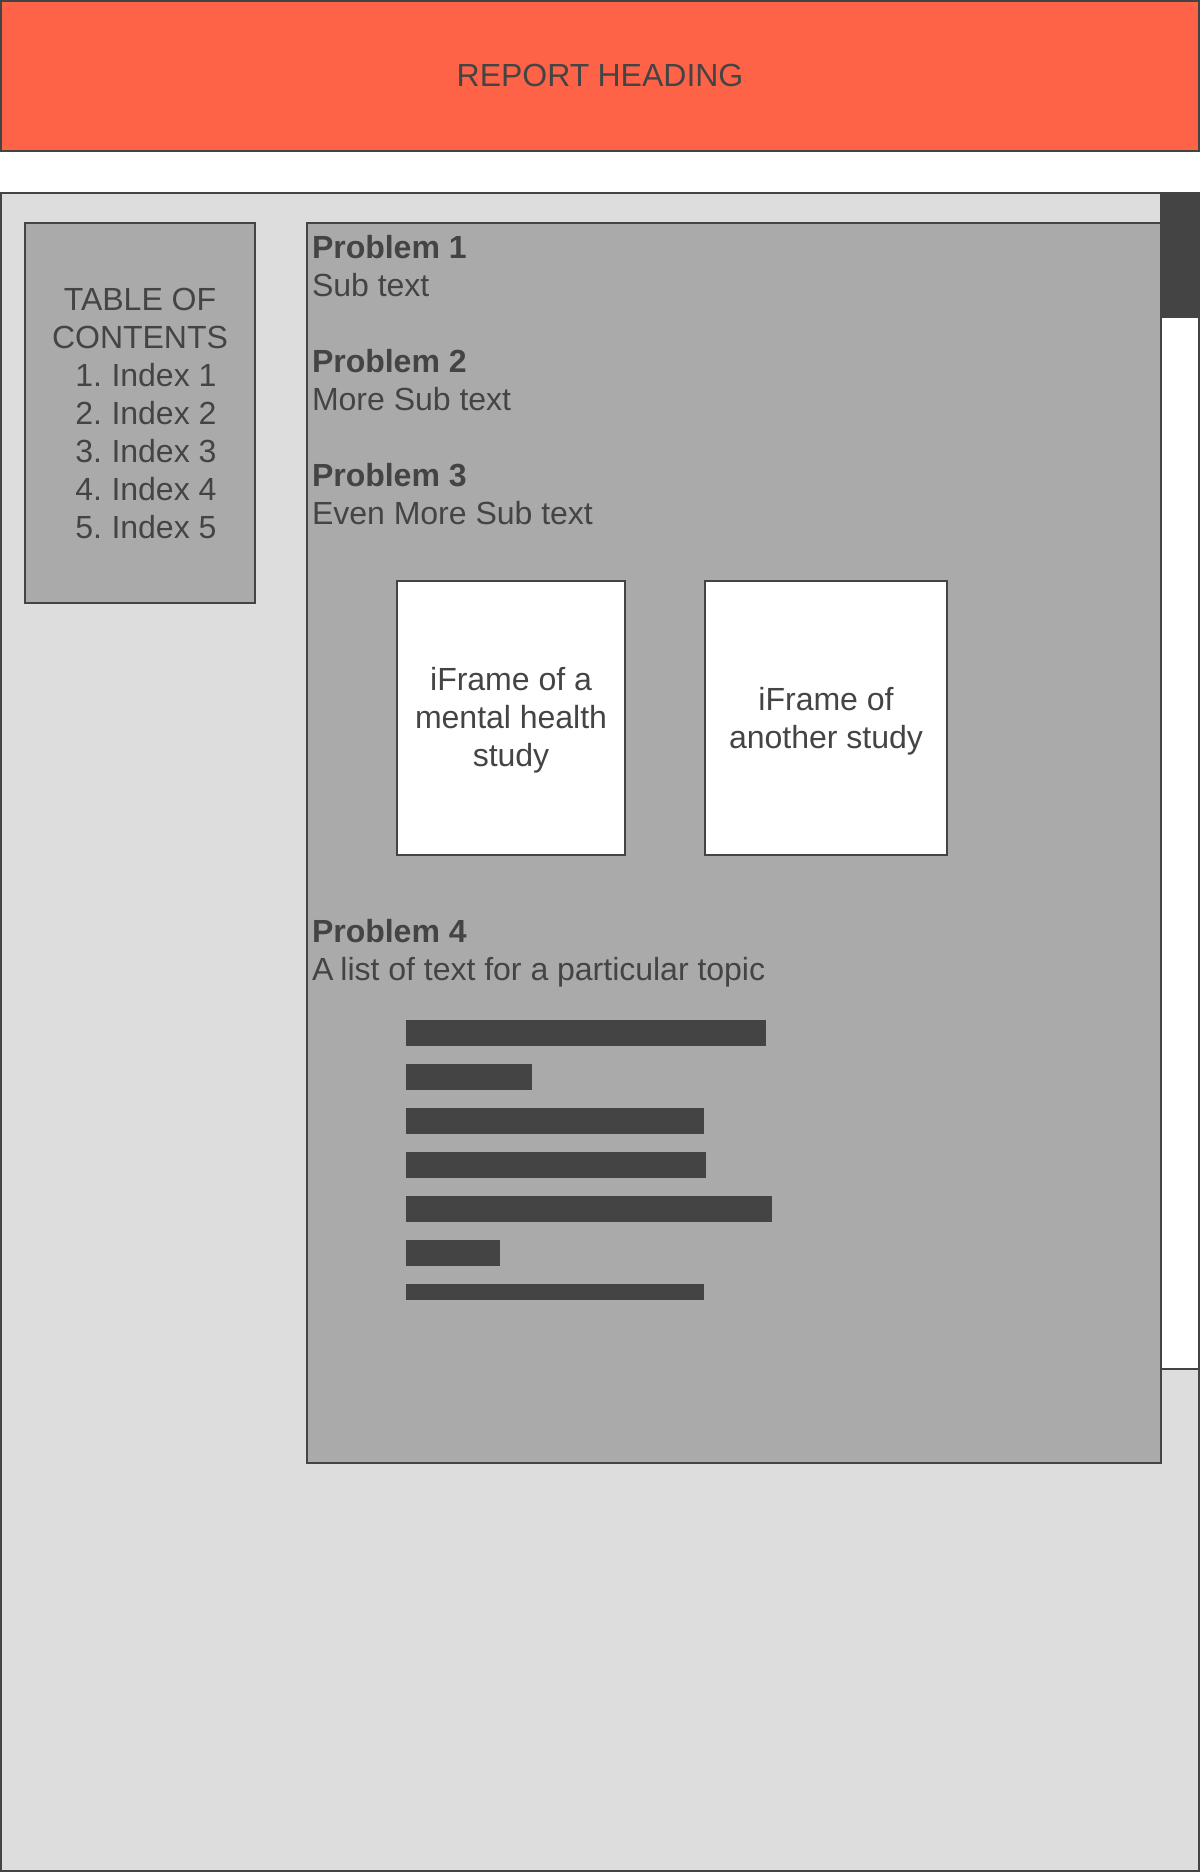 REPORT HEADING
TABLE OF
CONTENTS
1. Index 1
2. Index 2
3. Index 3
4. Index 4
5. Index 5
Problem 1
Sub text
Problem 2
More Sub text
Problem 3
Even More Sub text
iFrame of a
mental health
study
iFrame of
another study
Problem 4
A list of text for a particular topic